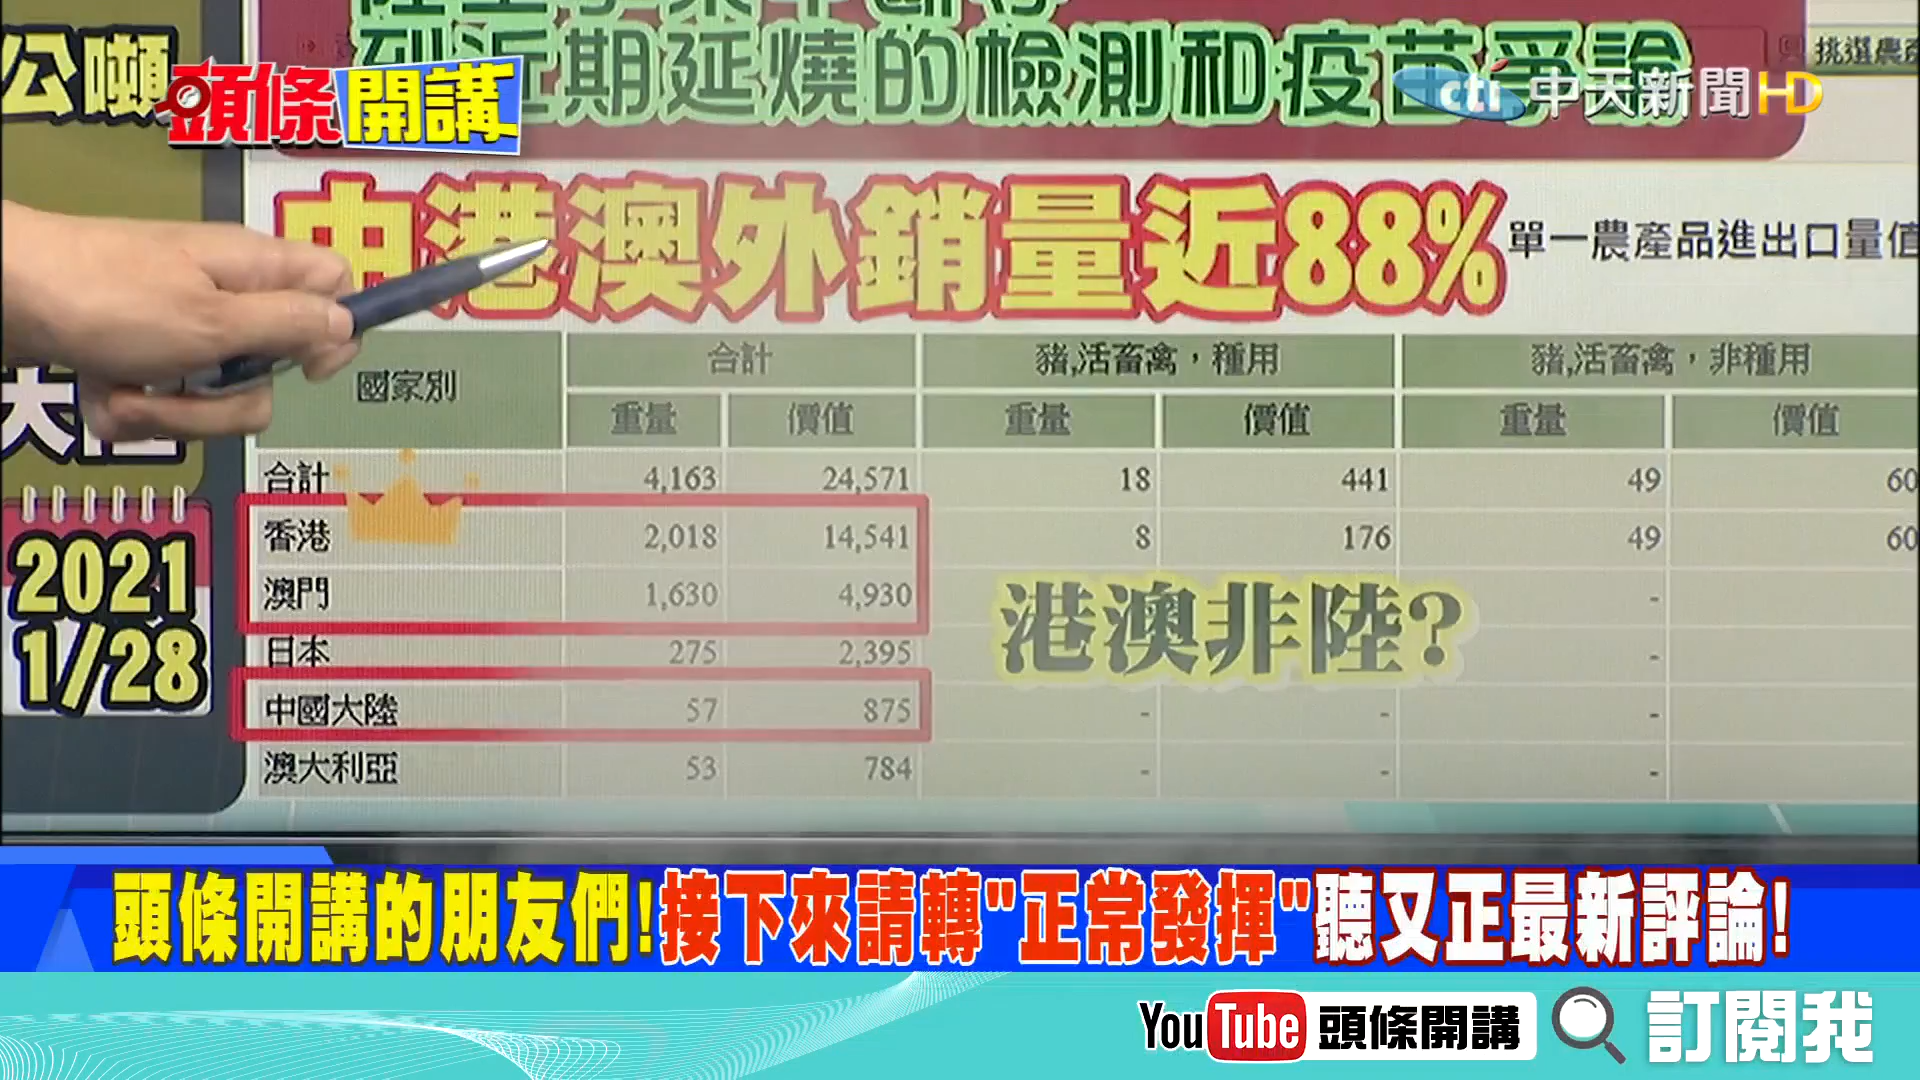 到近期延燒的檢測和疫苗爭論
公噸
頭條開講
cti 中天新聞HD
挑選農產
中港澳外銷量近88%
單一農產品進出口量值
國家別 合計 豬,活畜禽,種用 豬,活畜禽,非種用
重量 價值 重量 價值 重量 價值
合計 4,163 24,571 18 441 49 60
香港 2,018 14,541 8 176 49 60
澳門 1,630 4,930 -
日本 275 2,395 -
中國大陸 57 875 - - -
澳大利亞 53 784 - - -
港澳非陸?
2021
1/28
頭條開講的朋友們!接下來請轉"正常發揮"聽又正最新評論!
YouTube 頭條開講 訂閱我